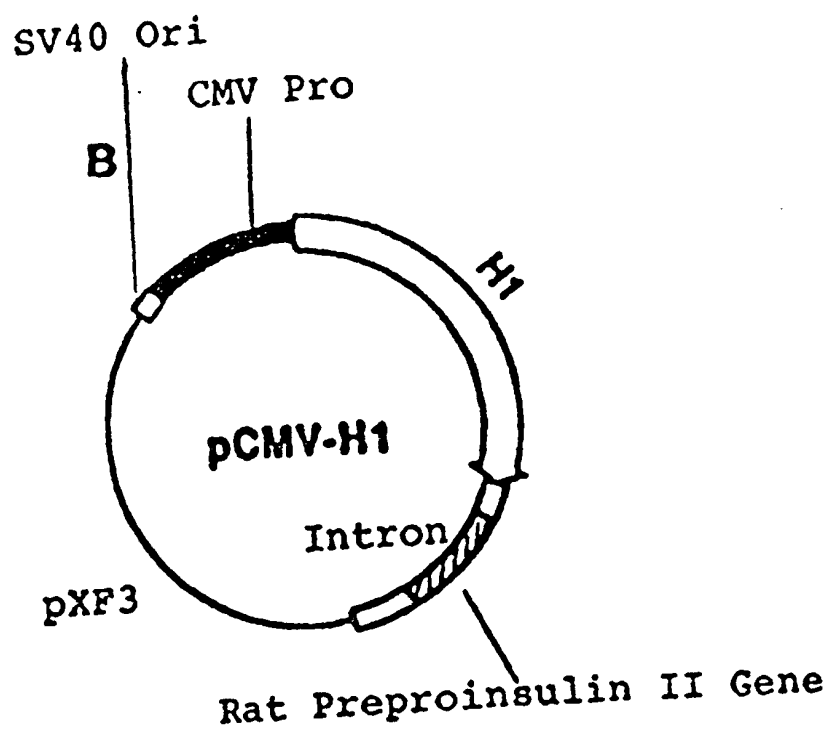 SV40 Ori
CMV Pro
B
H1
pCMV-H1
Intron
pXF3
Rat Preproinsulin II Gene